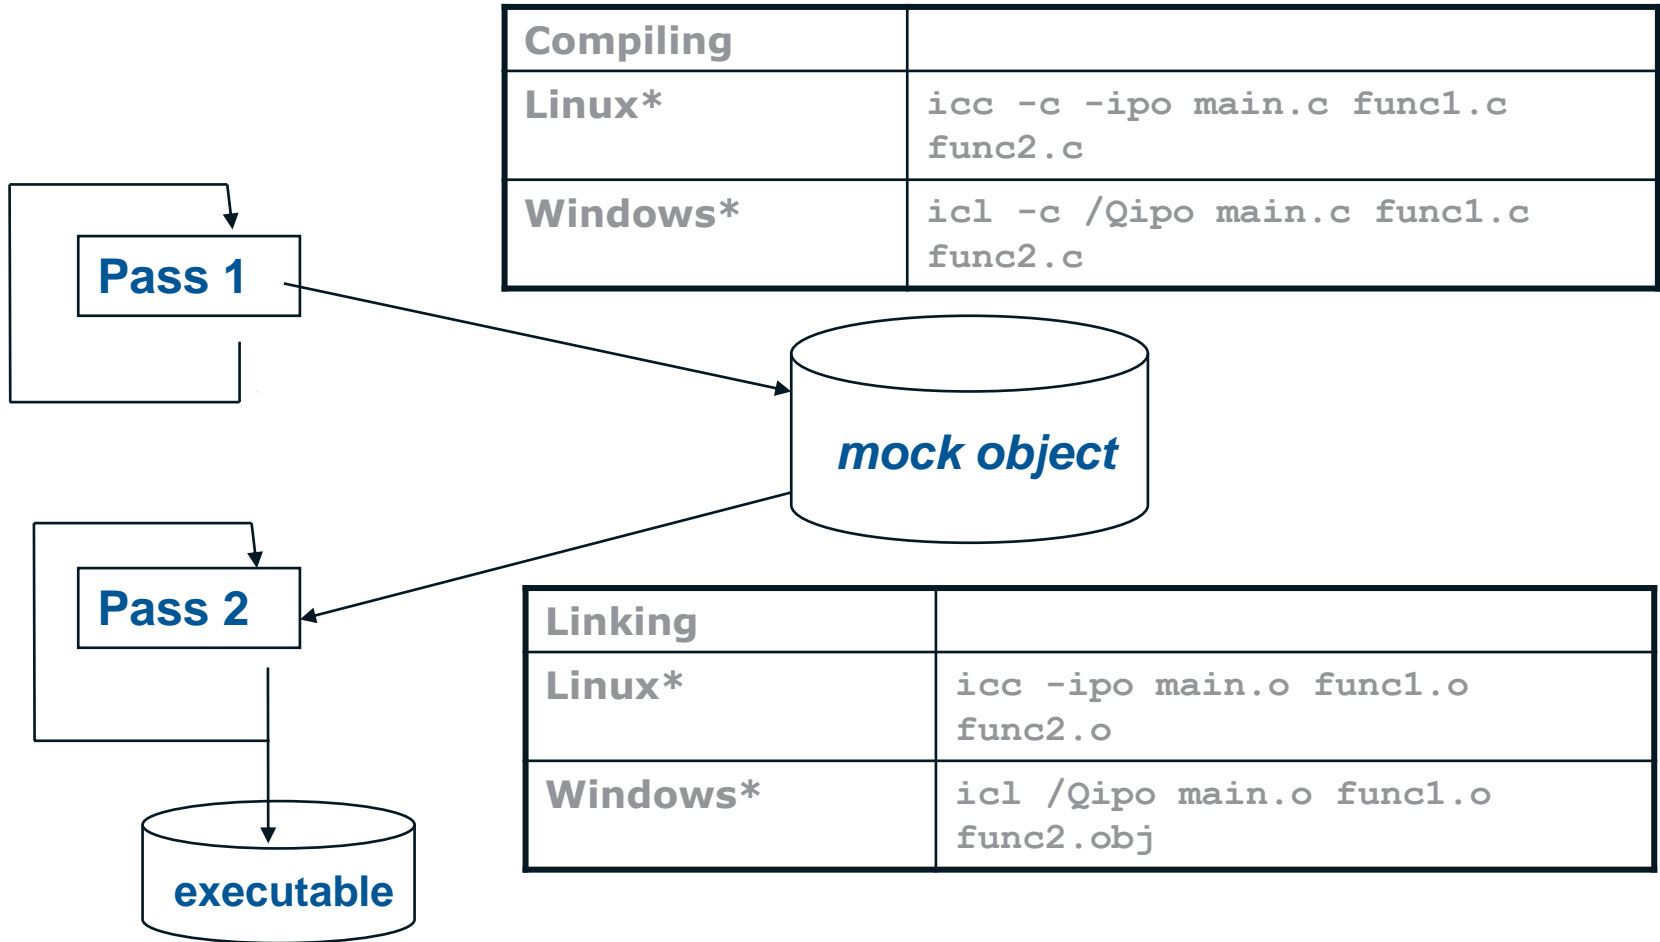 Compiling
Linux*
icc -c -ipo main.c func1.c
func2.c
Windows*
icl -c /Qipo main.c func1.c
func2.c
Pass 1
mock object
Pass 2
Linking
Linux*
icc -ipo main.o func1.o
func2.o
Windows*
icl /Qipo main.o func1.o
func2.obj
executable